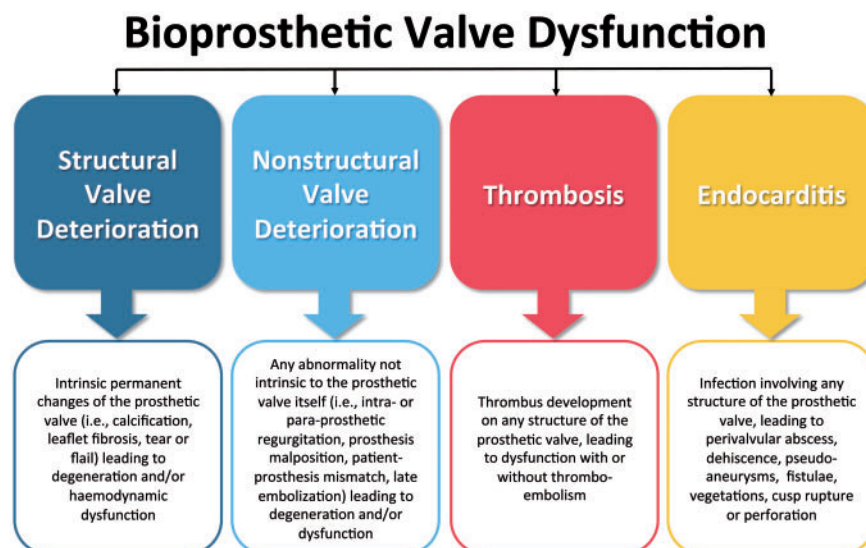 Bioprosthetic Valve Dysfunction
Structural
Valve
Deterioration
Nonstructural
Valve
Deterioration
Thrombosis
Endocarditis
Intrinsic permanent
changes of the prosthetic
valve (i.e., calcification,
leaflet fibrosis, tear or
flail) leading to
degeneration and/or
haemodynamic
dysfunction
Any abnormality not
intrinsic to the prosthetic
valve itself (i.e., intra- or
para-prosthetic
regurgitation, prosthesis
malposition, patient-
prosthesis mismatch, late
embolization) leading to
degeneration and/or
dysfunction
Thrombus development
on any structure of the
prosthetic valve, leading
to dysfunction with or
without thrombo-
embolism
Infection involving any
structure of the prosthetic
valve, leading to
perivalvular abscess,
dehiscence, pseudo-
aneurysms, fistulae,
vegetations, cusp rupture
or perforation